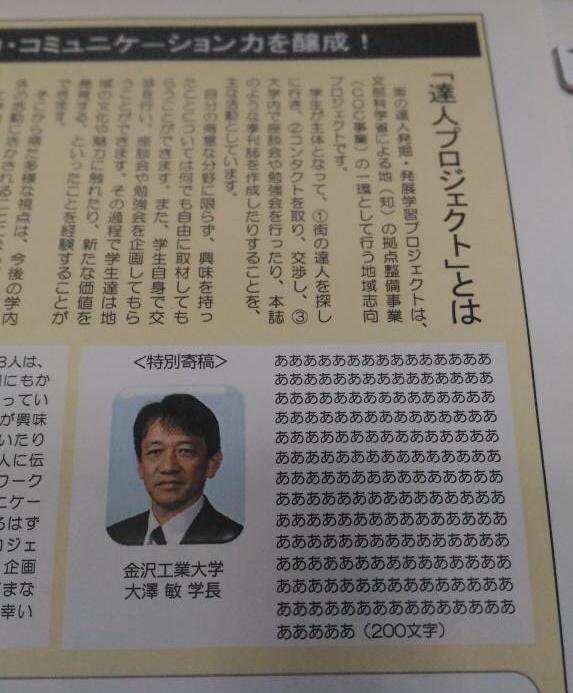 ・コミュニケーション力を醸成！
「達人プロジェクト」とは
街の達人発掘・発展学習プロジェクトは、
文部科学省による地（知）の拠点整備事業
（ＣＯＣ事業）の一環として行う地域志向
プロジェクトです。
学生が主体となって、①街の達人を探し
に行き、②コンタクトを取り、交渉し、③
大学内で座談会や勉強会を行ったり、本誌
のような季刊誌を作成したりすることを、
主な活動としています。
自分の得意な分野に限らず、興味を持っ
たことについては何でも自由に取材しても
らうことができます。また、学生自身で交
渉を行い、座談会や勉強会を企画してもら
うことができます。その過程で学生達は地
域の文化や魅力に触れたり、新たな価値を
発見する、といったことを経験することが
できます。
そこから得た多様な視点は、今後の学内
外の活動に活かされることになり
3人は、
にもか
ってい
が興味
いたり
人に伝
ワーク
ニケー
るはず
ロジェ
企画
まな
幸い
＜特別寄稿＞
金沢工業大学
大澤 敏 学長
あああああああああああああああ
あああああああああああああああ
あああああああああああああああ
あああああああああああああああ
あああああああああああああああ
あああああああああああああああ
あああああああああああああああ
あああああああああああああああ
あああああああああああああああ
あああああああああああああああ
あああああああああああああああ
あああああああああああああああ
あああああああああああああああ
あああああ（200文字）